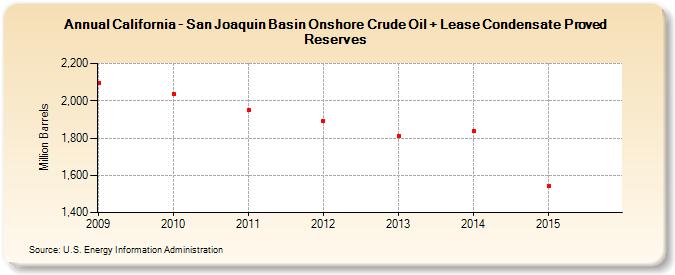 Annual California - San Joaquin Basin Onshore Crude Oil + Lease Condensate Proved
Reserves
Million Barrels
2,200
2,000
1,800
1,600
1,400
2009 2010 2011 2012 2013 2014 2015
Source: U.S. Energy Information Administration